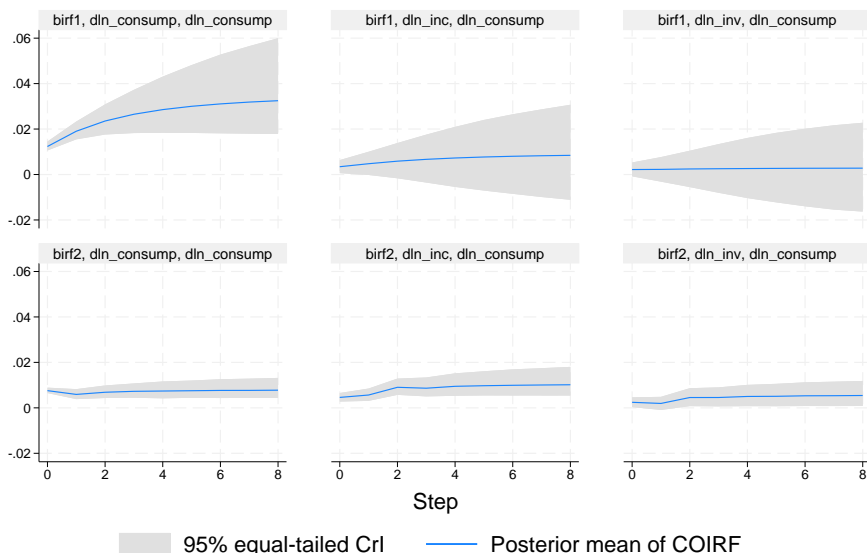 birf1, dln_consump, dln_consump
birf1, dln_inc, dln_consump
birf1, dln_inv, dln_consump
.06
.04
.02
0
-.02
birf2, dln_consump, dln_consump
birf2, dln_inc, dln_consump
birf2, dln_inv, dln_consump
.06
.04
.02
0
-.02
0 2 4 6 8
0 2 4 6 8
0 2 4 6 8
Step
95% equal-tailed CrI
Posterior mean of COIRF